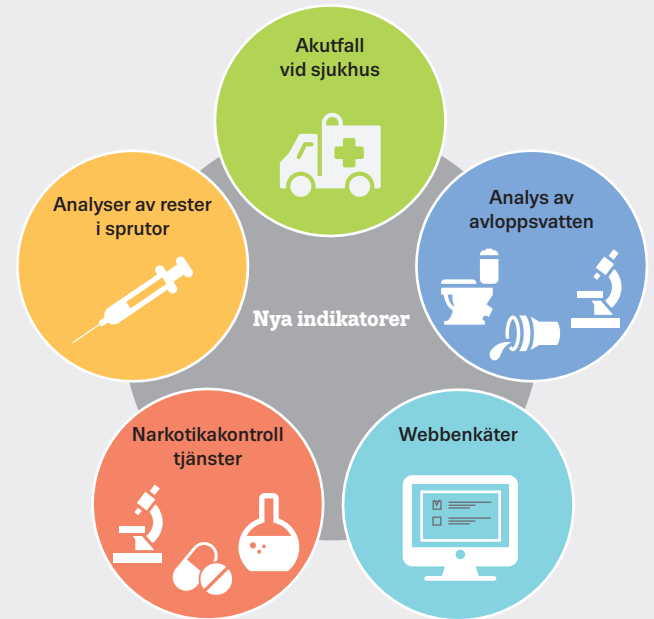 Akutfall
vid sjukhus
Analyser av rester
i sprutor
Analys av
avloppsvatten
Nya indikatorer
Narkotikakontroll
tjänster
Webbenkäter